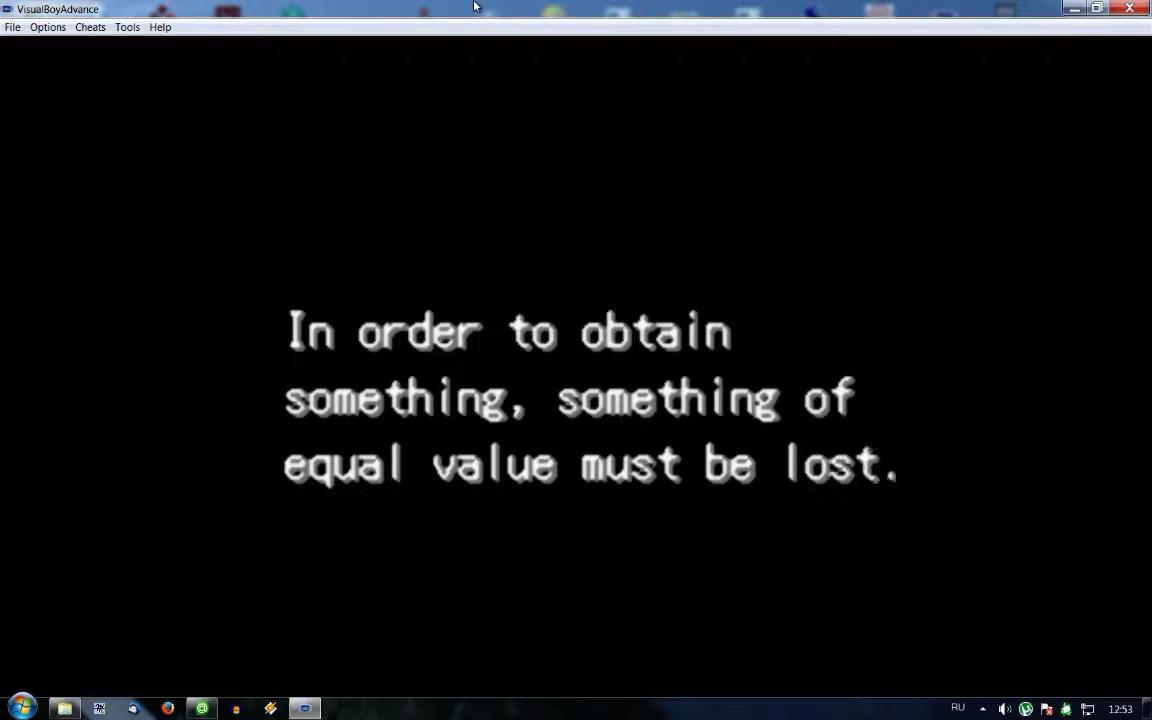 VisualBoyAdvance
File Options Cheats Tools Help
In order to obtain
something, something of
equal value must be lost.
RU 12:53